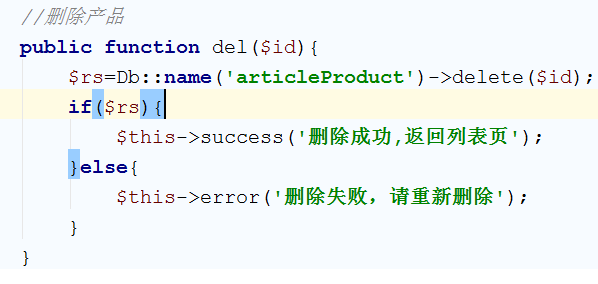 //删除产品
public function del($id){
$rs=Db::name('articleProduct')->delete($id);
if($rs){
$this->success('删除成功,返回列表页');
}else{
$this->error('删除失败，请重新删除');
}
}